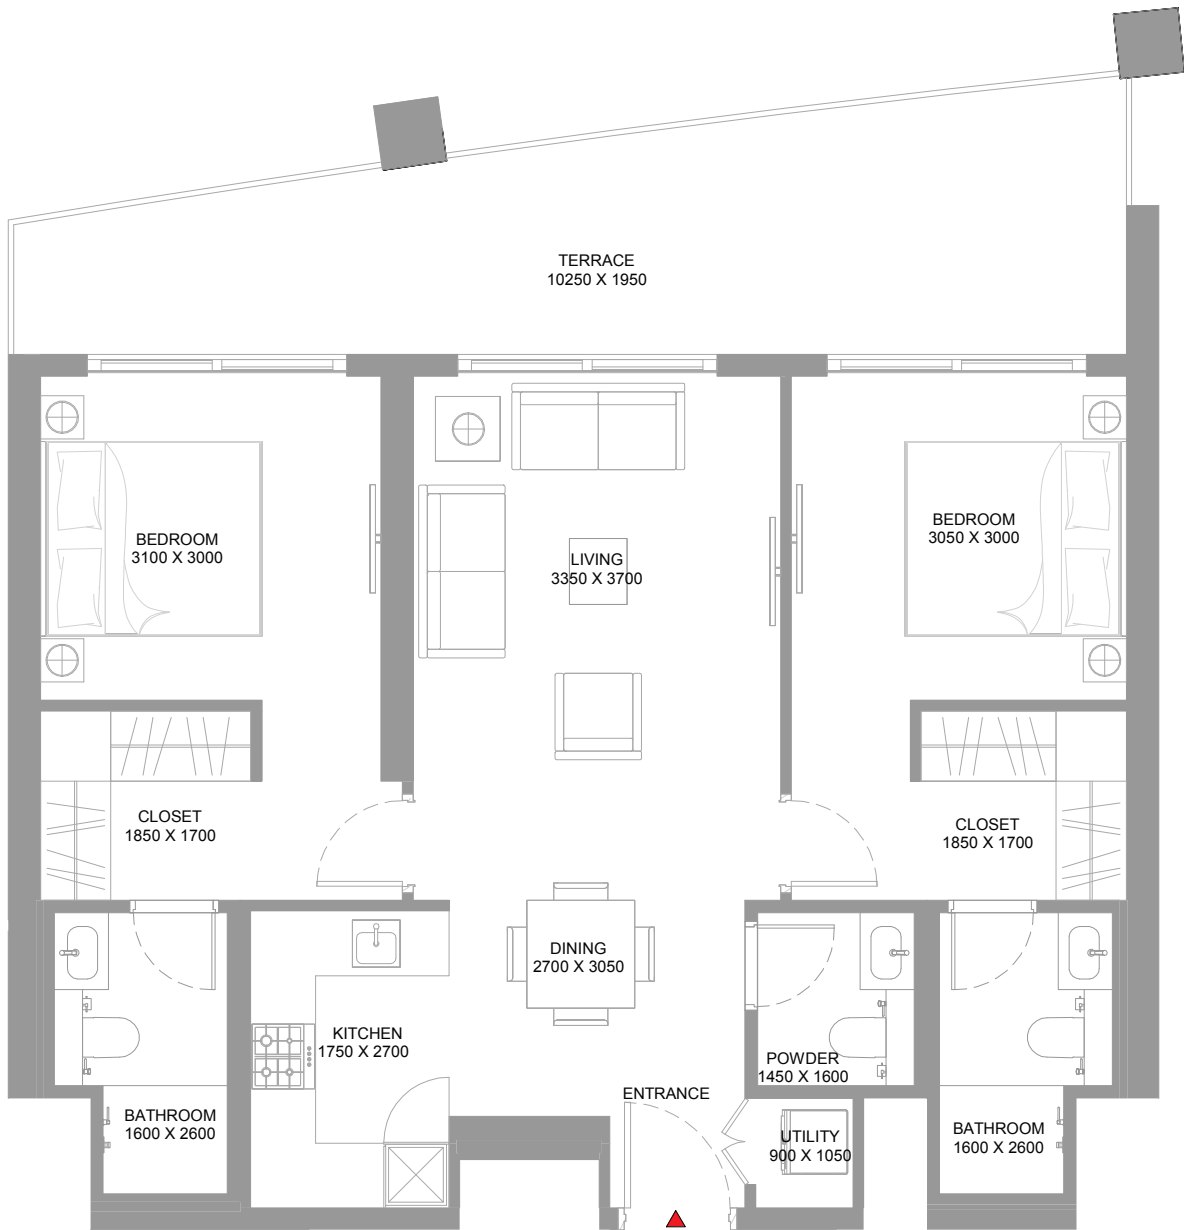 TERRACE
10250 X 1950
BEDROOM
3100 X 3000
LIVING
3350 X 3700
BEDROOM
3050 X 3000
CLOSET
1850 X 1700
CLOSET
1850 X 1700
DINING
2700 X 3050
KITCHEN
1750 X 2700
POWDER
1450 X 1600
ENTRANCE
BATHROOM
1600 X 2600
UTILITY
900 X 1050
BATHROOM
1600 X 2600